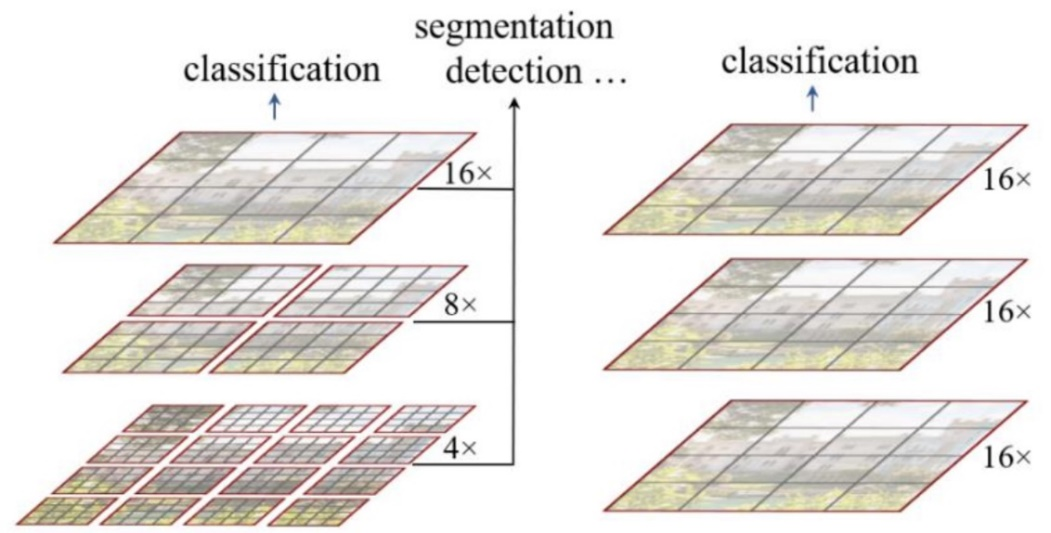 segmentation
detection ...
classification
16×
8×
4×
classification
16×
16×
16×